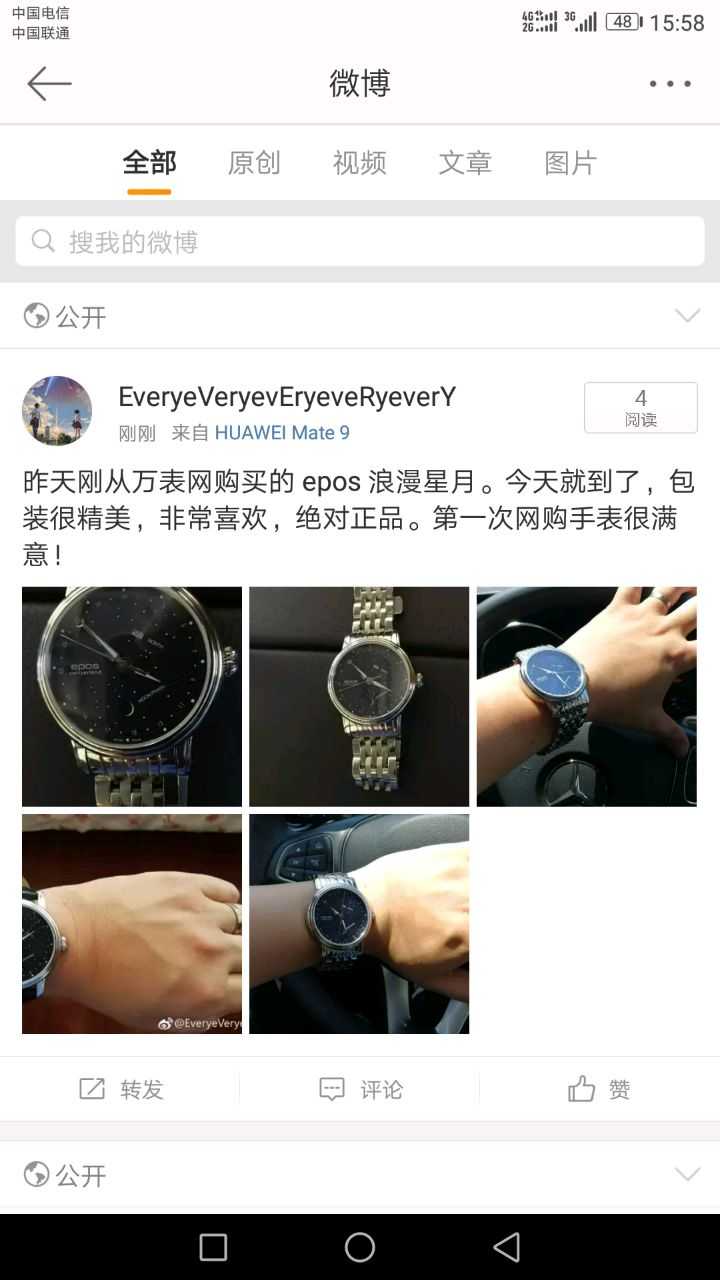 中国电信
中国联通
4G 2G 3G 48 15:58
微博
全部 原创 视频 文章 图片
搜我的微博
公开
EveryeVeryevEryeveRyeverY
4
阅读
刚刚 来自 HUAWEI Mate 9
昨天刚从万表网购买的 epos 浪漫星月。今天就到了，包
装很精美，非常喜欢，绝对正品。第一次网购手表很满
意！
epos
@EveryeVerye
转发 评论 赞
公开